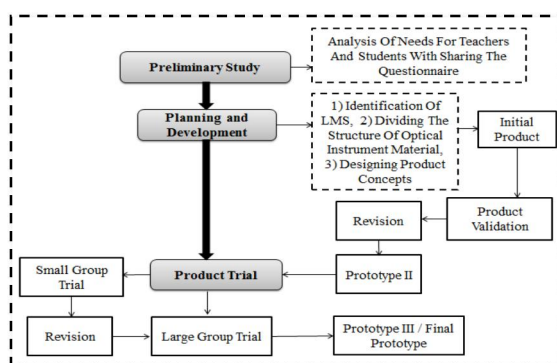 Preliminary Study
Analysis Of Needs For Teachers
And Students With Sharing The
Questionnaire
Planning and
Development
1) Identification Of
LMS, 2) Dividing The
Structure Of Optical
Instrument Material,
3) Designing Product
Concepts
Initial
Product
Product
Validation
Revision
Prototype II
Product Trial
Small Group
Trial
Revision
Large Group Trial
Prototype III / Final
Prototype